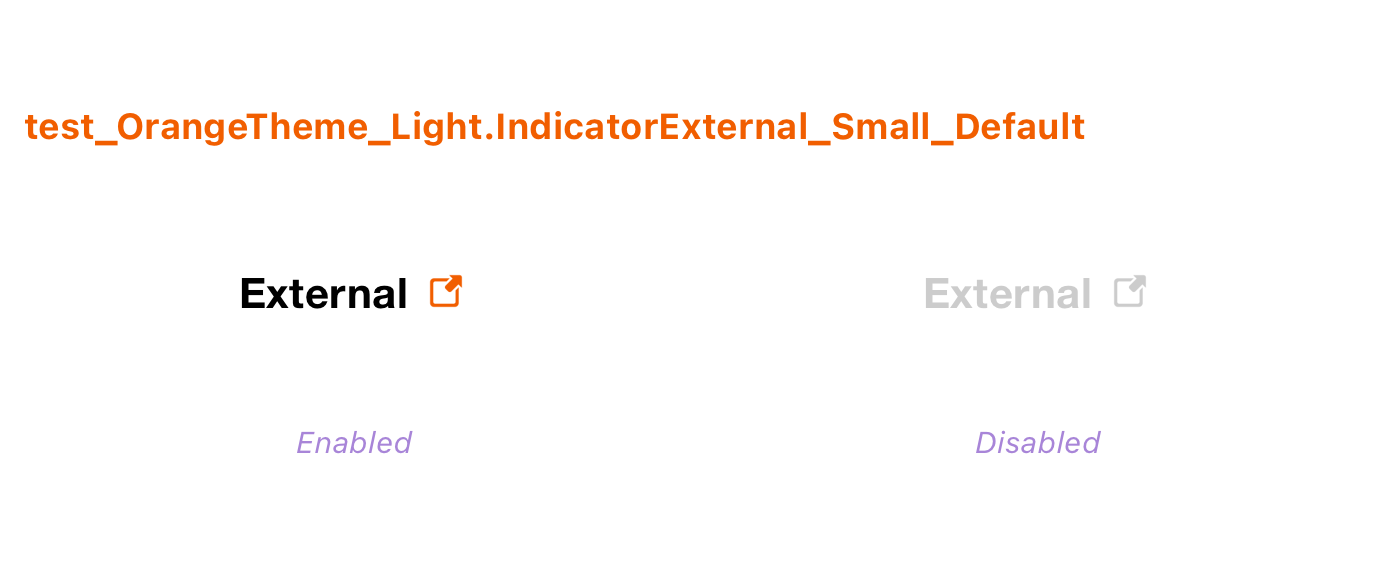 test_OrangeTheme_Light.IndicatorExternal_Small_Default
External External
Enabled Disabled